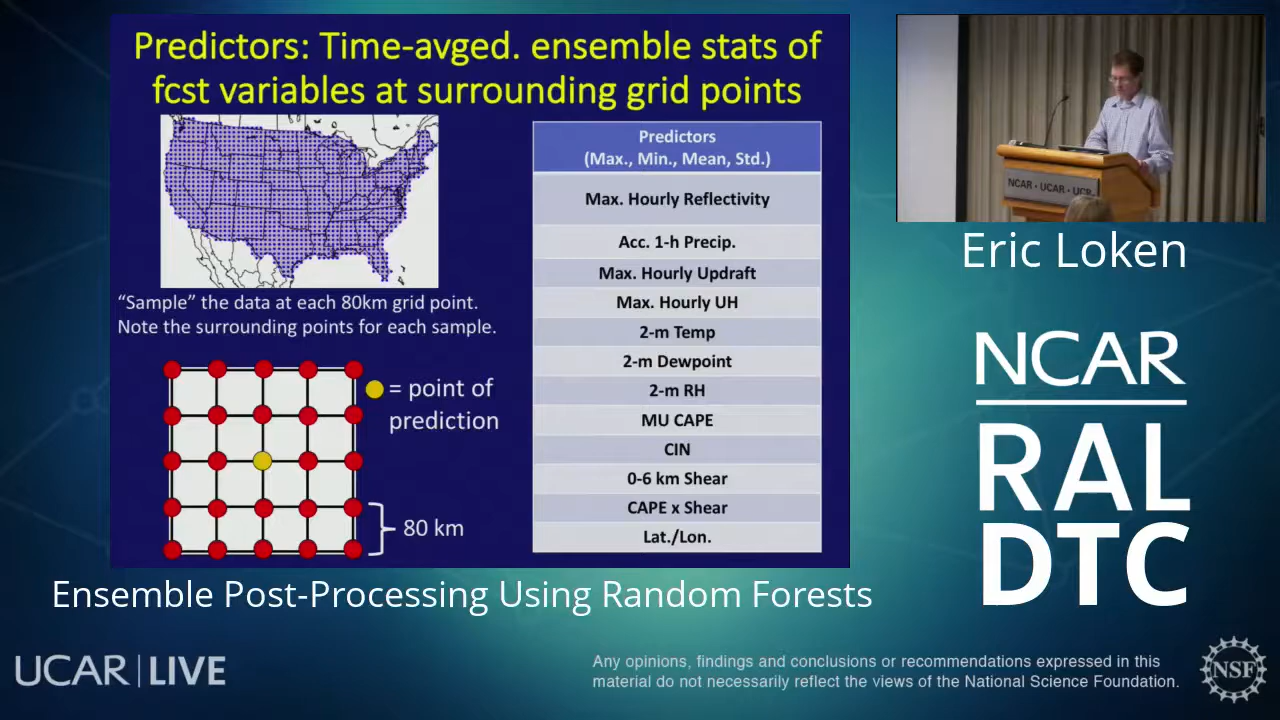 Predictors: Time-avged. ensemble stats of
fcst variables at surrounding grid points
"Sample" the data at each 80km grid point.
Note the surrounding points for each sample.
= point of
prediction
80 km
Predictors
(Max., Min., Mean, Std.)
Max. Hourly Reflectivity
Acc. 1-h Precip.
Max. Hourly Updraft
Max. Hourly UH
2-m Temp
2-m Dewpoint
2-m RH
MU CAPE
CIN
0-6 km Shear
CAPE x Shear
Lat./Lon.
NCAR · UCAR · UCP
Eric Loken
NCAR
RAL
DTC
Ensemble Post-Processing Using Random Forests
UCAR | LIVE
Any opinions, findings and conclusions or recommendations expressed in this
material do not necessarily reflect the views of the National Science Foundation.
NSF